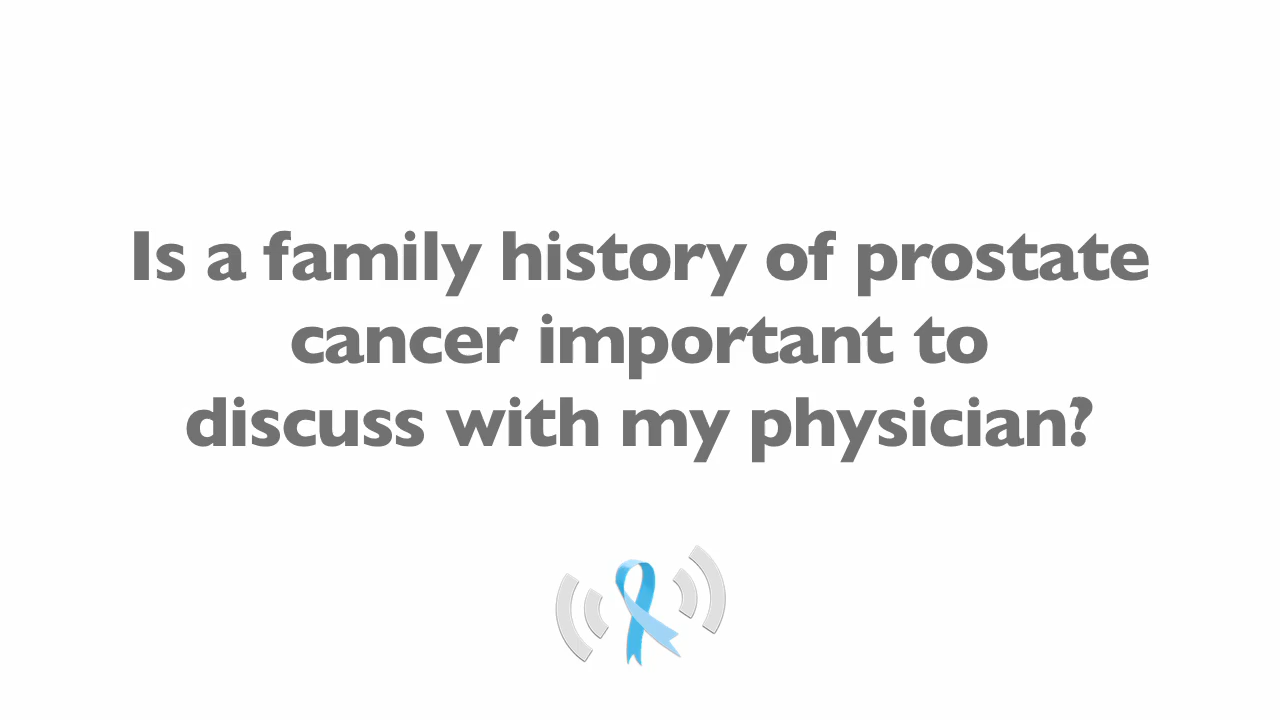 Is a family history of prostate
cancer important to
discuss with my physician?